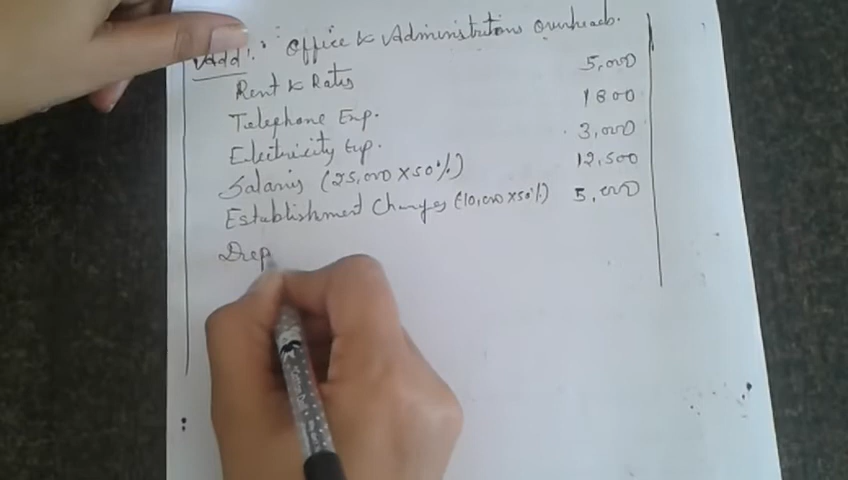 Add: Office & Administrations overheads.
Rent & Rates 5,000
Telephone Exp. 1800
Electricity Exp. 3,000
Salaries (25,000 x 50%) 12,500
Establishment Charges (10,000 x 50%) 5,000
Dep